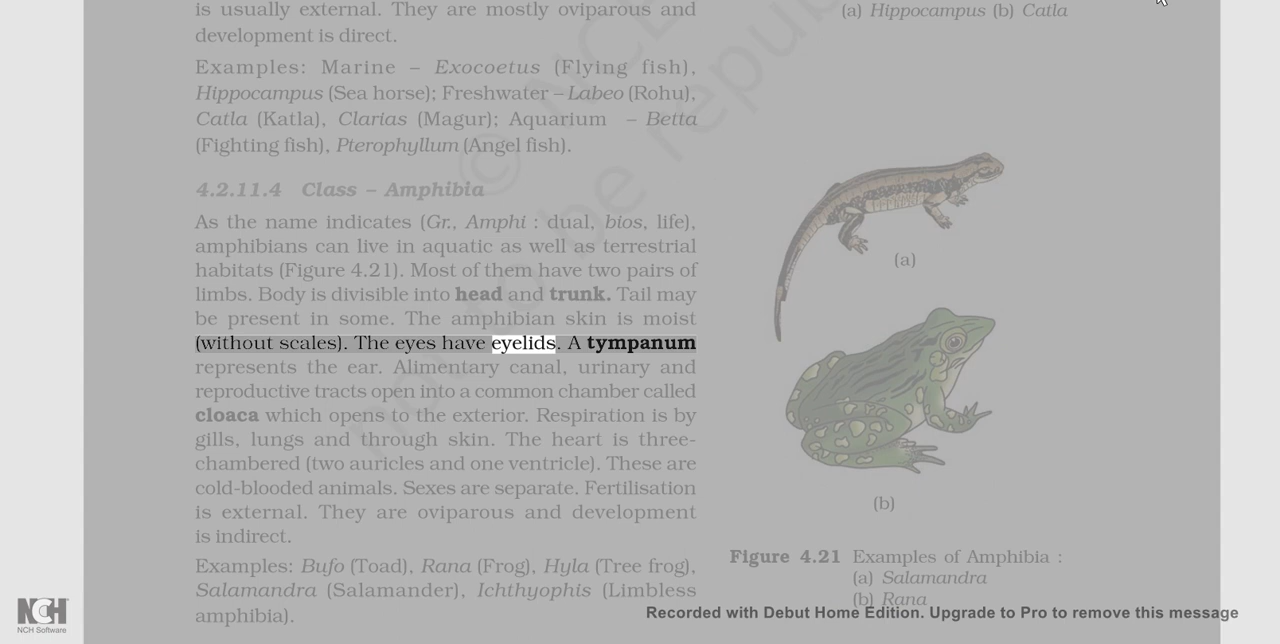 is usually external. They are mostly oviparous and
development is direct.
Examples: Marine – Exocoetus (Flying fish),
Hippocampus (Sea horse); Freshwater – Labeo (Rohu),
Catla (Katla), Clarias (Magur); Aquarium – Betta
(Fighting fish), Pterophyllum (Angel fish).
4.2.11.4 Class – Amphibia
As the name indicates (Gr., Amphi : dual, bios, life),
amphibians can live in aquatic as well as terrestrial
habitats (Figure 4.21). Most of them have two pairs of
limbs. Body is divisible into head and trunk. Tail may
be present in some. The amphibian skin is moist
(without scales). The eyes have eyelids. A tympanum
represents the ear. Alimentary canal, urinary and
reproductive tracts open into a common chamber called
cloaca which opens to the exterior. Respiration is by
gills, lungs and through skin. The heart is three-
chambered (two auricles and one ventricle). These are
cold-blooded animals. Sexes are separate. Fertilisation
is external. They are oviparous and development
is indirect.
Examples: Bufo (Toad), Rana (Frog), Hyla (Tree frog),
Salamandra (Salamander), Ichthyophis (Limbless
amphibia).
(a) Hippocampus (b) Catla
(a)
(b)
Figure 4.21 Examples of Amphibia :
(a) Salamandra
(b) Rana
© NCE
not to be republ
NCH
NCH Software
Recorded with Debut Home Edition. Upgrade to Pro to remove this message